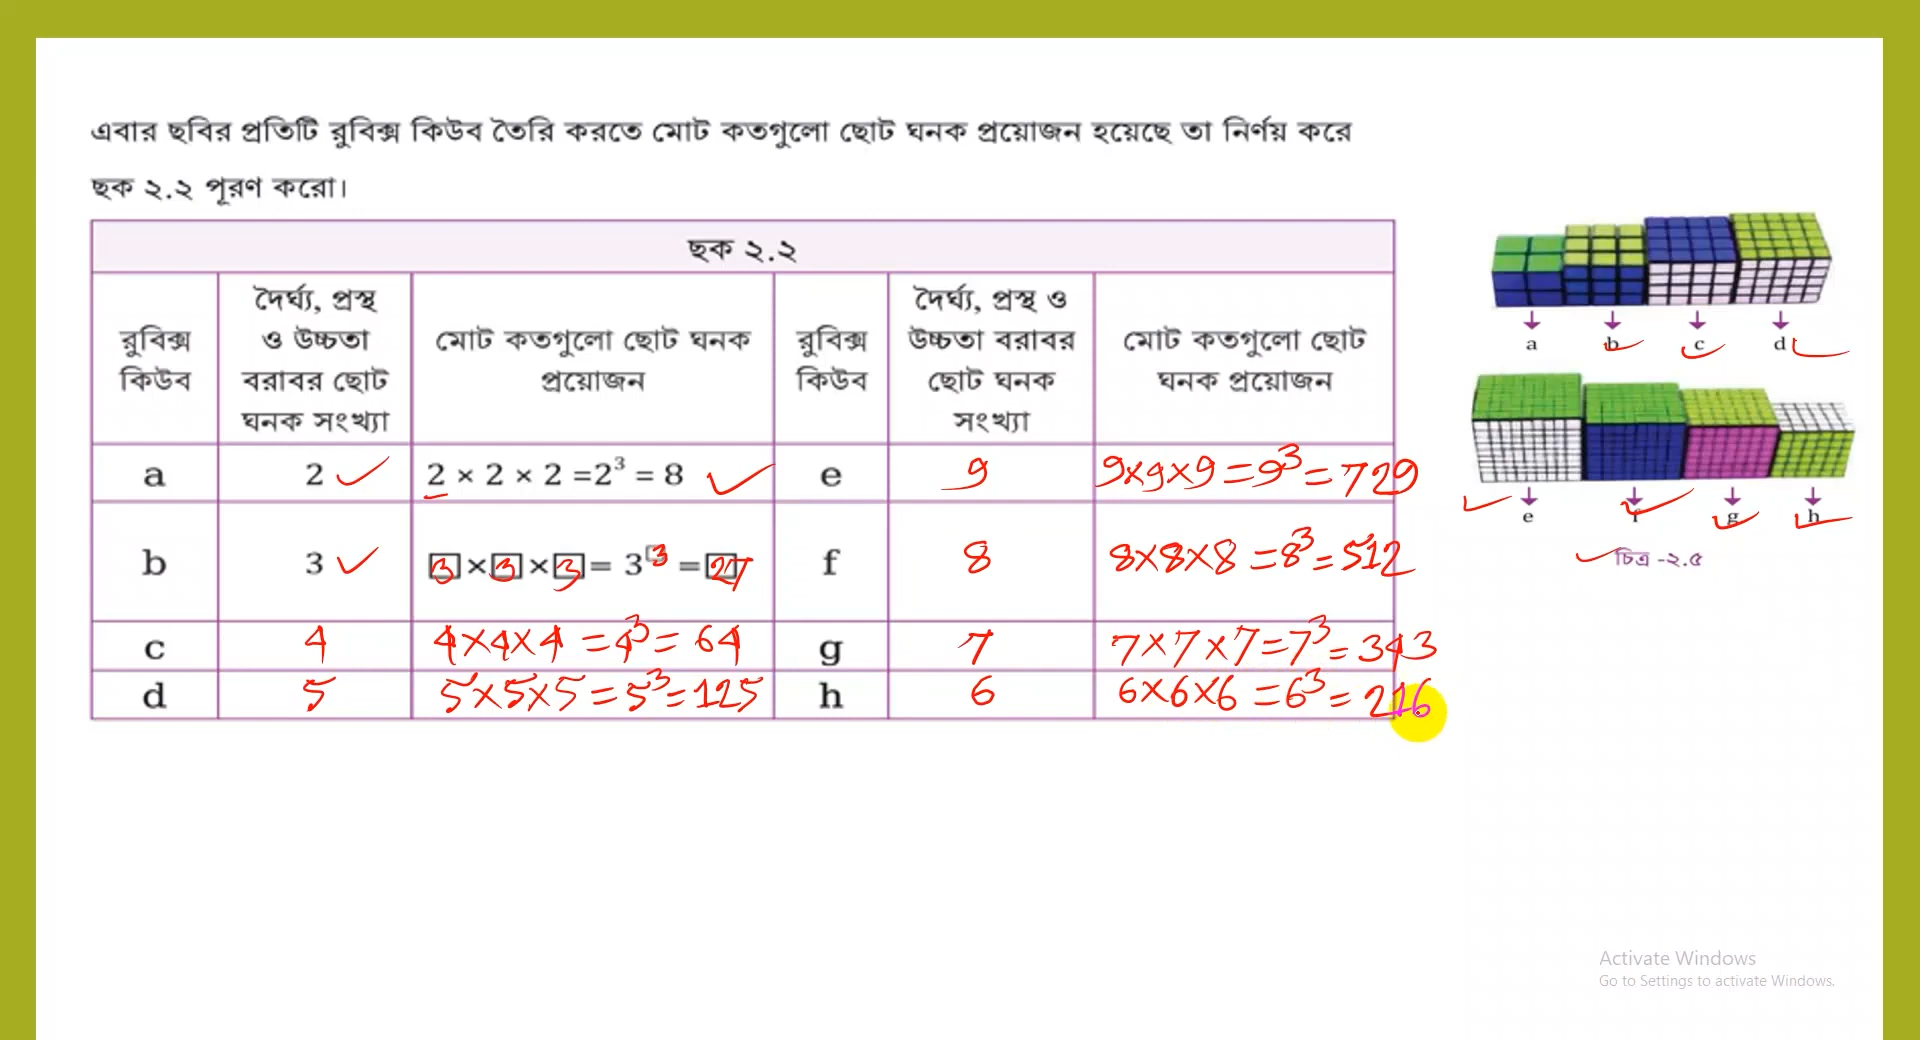 এবার ছবির প্রতিটি রুবিক্স কিউব তৈরি করতে মোট কতগুলো ছোট ঘনক প্রয়োজন হয়েছে তা নির্ণয় করে
ছক ২.২ পূরণ করো।
ছক ২.২
রুবিক্স কিউব
দৈর্ঘ্য, প্রস্থ ও উচ্চতা বরাবর ছোট ঘনক সংখ্যা
মোট কতগুলো ছোট ঘনক প্রয়োজন
রুবিক্স কিউব
দৈর্ঘ্য, প্রস্থ ও উচ্চতা বরাবর ছোট ঘনক সংখ্যা
মোট কতগুলো ছোট ঘনক প্রয়োজন
a 2 2 × 2 × 2 =2³ = 8 e 9 9×9×9=9³=729
b 3 3×3×3= 3³ =27 f 8 8×8×8=8³=512
c 4 4×4×4=4³=64 g 7 7×7×7=7³=343
d 5 5×5×5=5³=125 h 6 6×6×6=6³=216
a b c d
e f g h
চিত্র -২.৫
Activate Windows
Go to Settings to activate Windows.